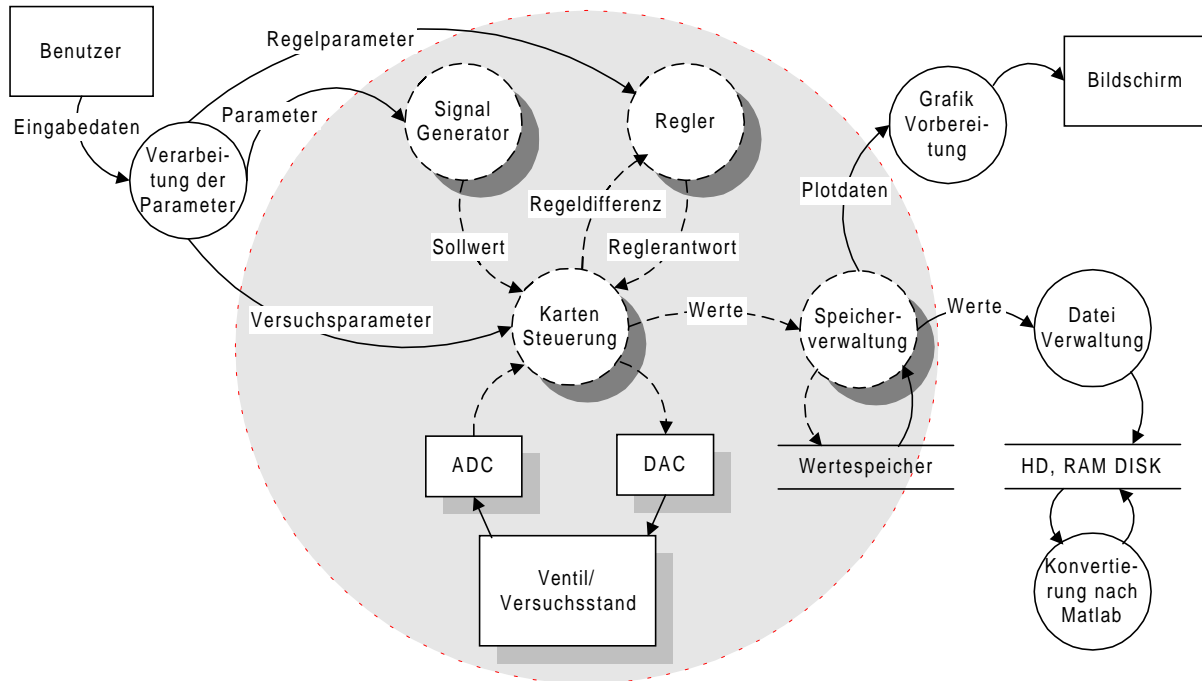 Benutzer
Regelparameter
Eingabedaten
Parameter
Signal
Generator
Regler
Grafik
Vorberei-
tung
Bildschirm
Verarbei-
tung der
Parameter
Regeldifferenz
Plotdaten
Sollwert
Reglerantwort
Versuchsparameter
Karten
Steuerung
Werte
Speicher-
verwaltung
Werte
Datei
Verwaltung
ADC
DAC
Wertespeicher
HD, RAM DISK
Ventil/
Versuchsstand
Konvertie-
rung nach
Matlab